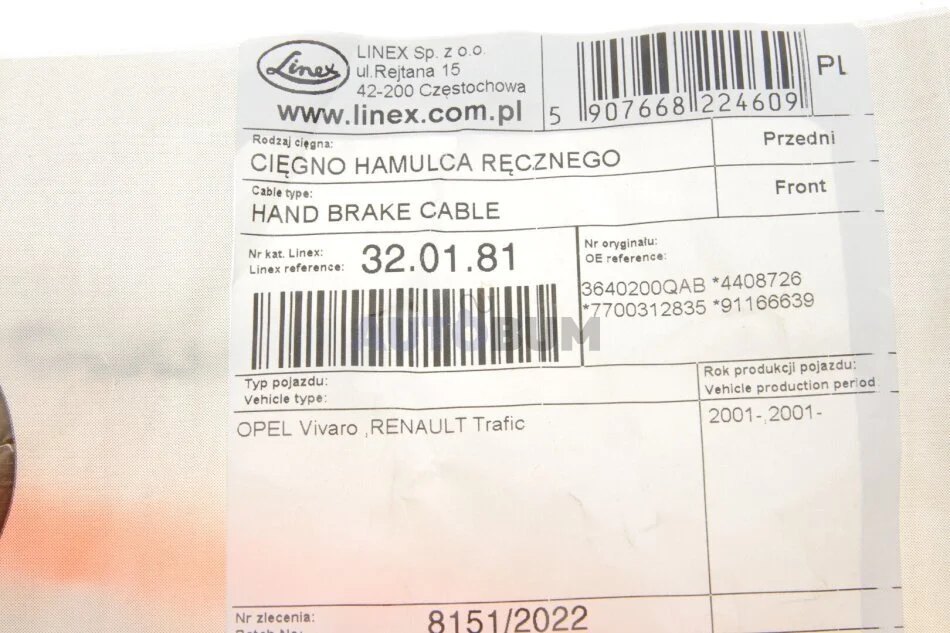 Linex
LINEX Sp. z o.o.
ul.Rejtana 15
42-200 Częstochowa
www.linex.com.pl
5 907668 224609
PL
Rodzaj cięgna:
CIĘGNO HAMULCA RĘCZNEGO
Przedni
Cable type:
HAND BRAKE CABLE
Front
Nr kat. Linex:
Linex reference:
32.01.81
Nr oryginału:
OE reference:
3640200QAB *4408726
*7700312835 *91166639
AUTOBUM
Typ pojazdu:
Vehicle type:
Rok produkcji pojazdu:
Vehicle production period
OPEL Vivaro ,RENAULT Trafic
2001-,2001-
Nr zlecenia:
Batch No:
8151/2022